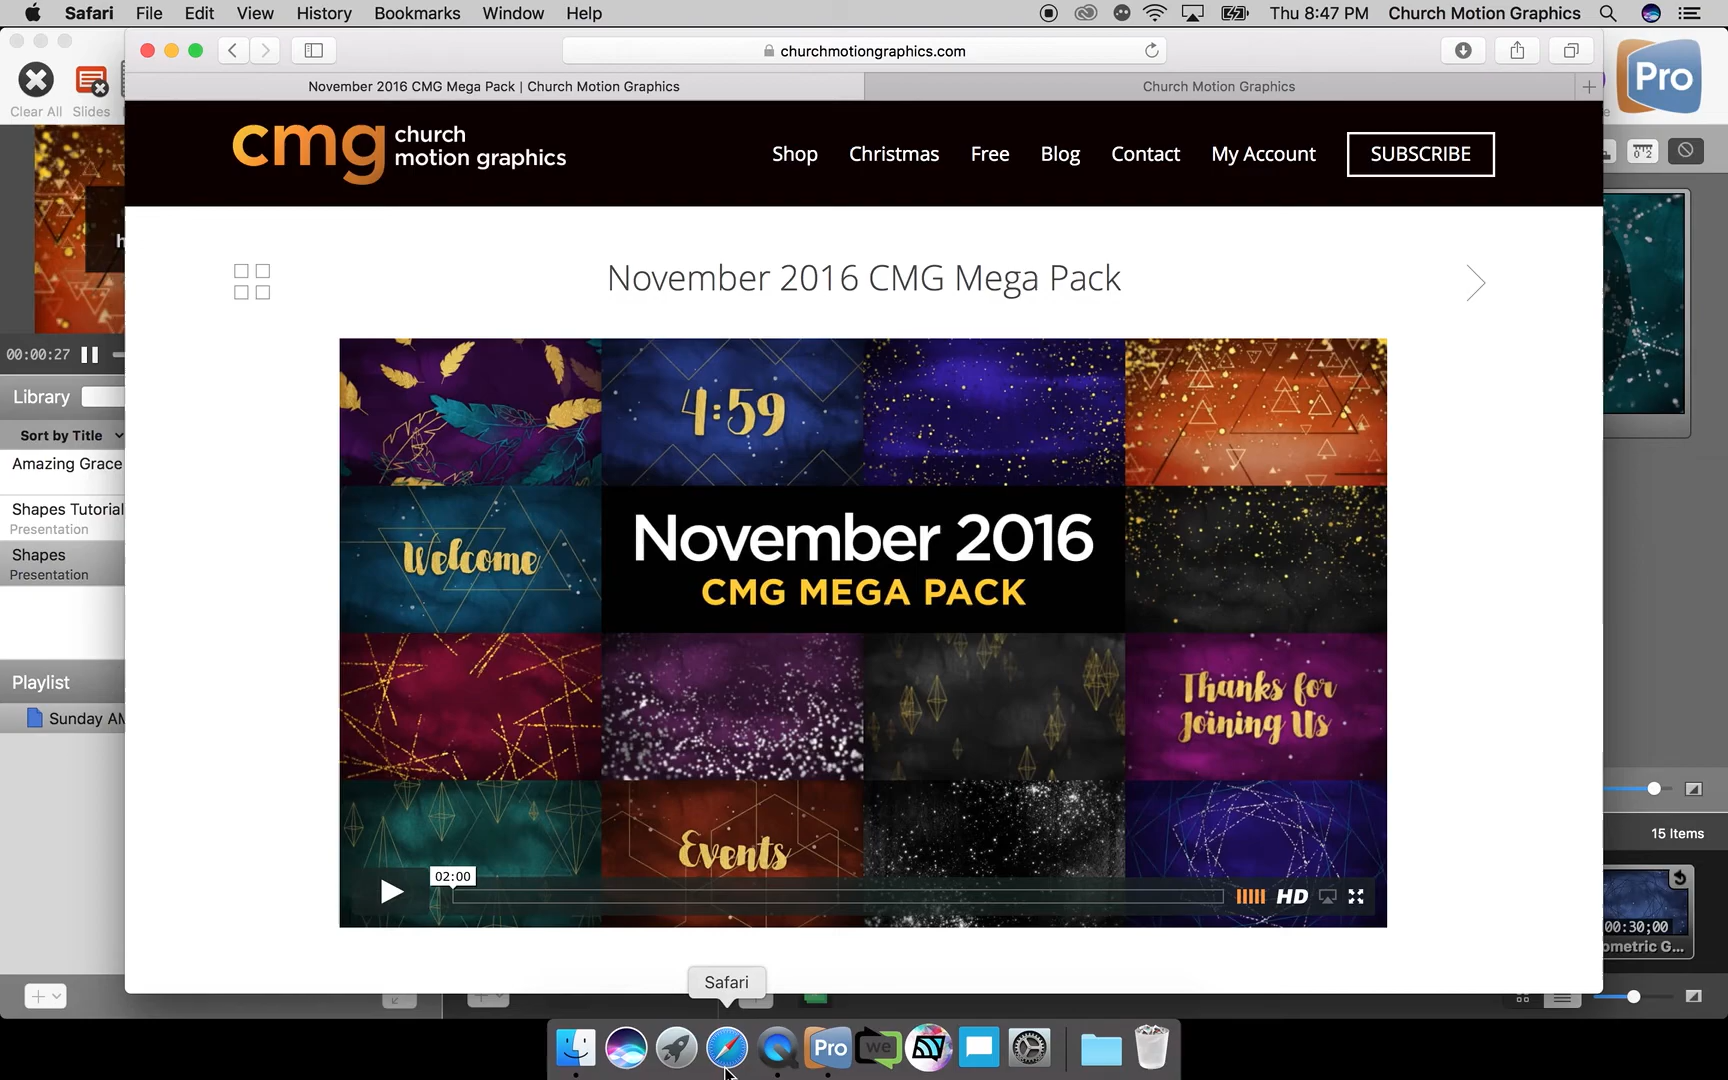 Safari File Edit View History Bookmarks Window Help Thu 8:47 PM Church Motion Graphics
churchmotiongraphics.com
November 2016 CMG Mega Pack | Church Motion Graphics
Church Motion Graphics
Clear All Slides
Pro
cmg church
motion graphics
Shop Christmas Free Blog Contact My Account SUBSCRIBE
November 2016 CMG Mega Pack
00:00:27
Library
Sort by Title
Amazing Grace
Shapes Tutorial
Presentation
Shapes
Presentation
Playlist
Sunday AM
4:59
Welcome
November 2016
CMG MEGA PACK
Thanks for
Joining Us
Events
02:00
HD
15 Items
00:30;00
ometric G...
Safari
Pro
we